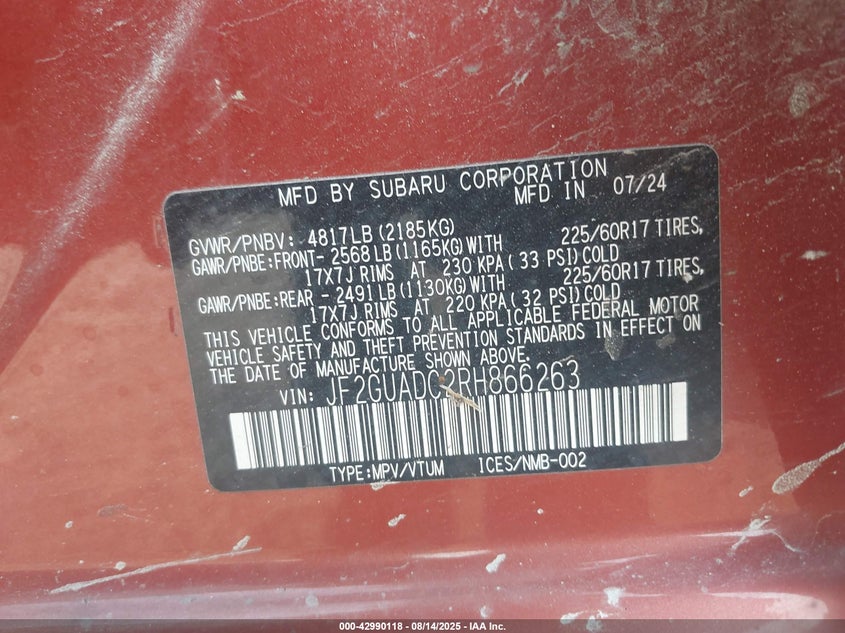 MFD BY SUBARU CORPORATION
MFD IN 07/24
GVWR/PNBV: 4817LB (2185KG)
GAWR/PNBE:FRONT- 2568 LB (1165KG) WITH 225/60R17 TIRES,
17X7J RIMS AT 230 KPA ( 33 PSI) COLD
GAWR/PNBE:REAR - 2491 LB (1130KG) WITH 225/60R17 TIRES,
17X7J RIMS AT 220 KPA ( 32 PSI) COLD
THIS VEHICLE CONFORMS TO ALL APPLICABLE FEDERAL MOTOR
VEHICLE SAFETY AND THEFT PREVENTION STANDARDS IN EFFECT ON
THE DATE OF MANUFACTURE SHOWN ABOVE.
VIN: JF2GUADC2RH866263
TYPE:MPV/VTUM ICES/NMB-002
000-42990118 - 08/14/2025 - IAA Inc.